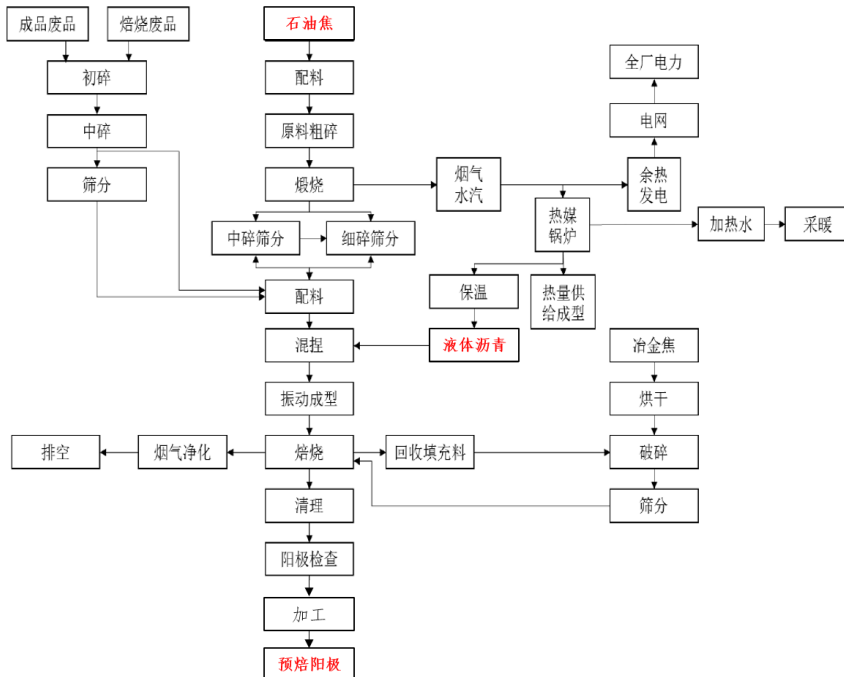 成品废品
焙烧废品
石油焦
全厂电力
初碎
配料
电网
中碎
原料粗碎
筛分
煅烧
烟气
水汽
余热
发电
热媒
锅炉
加热水
采暖
中碎筛分
细碎筛分
配料
保温
热量供
给成型
混捏
液体沥青
冶金焦
振动成型
烘干
排空
烟气净化
焙烧
回收填充料
破碎
清理
筛分
阳极检查
加工
预焙阳极